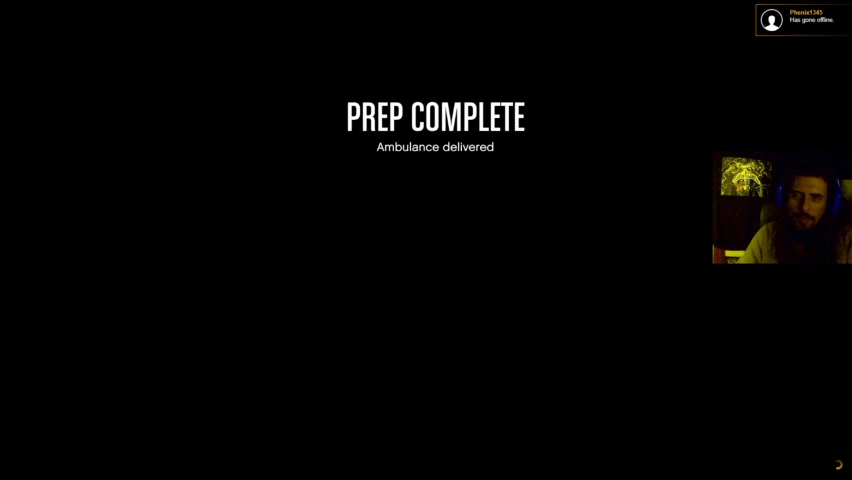 Phenix1345
Has gone offline.
PREP COMPLETE
Ambulance delivered